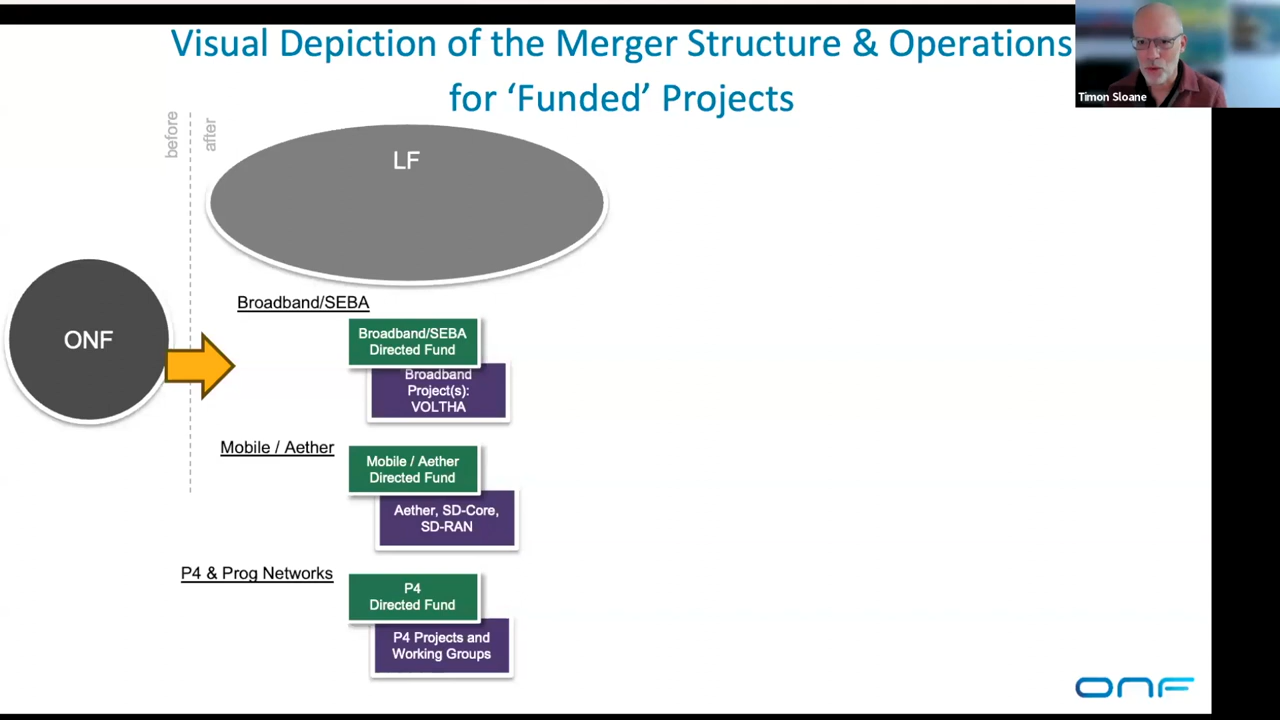 Visual Depiction of the Merger Structure & Operations
for ‘Funded’ Projects
Timon Sloane
before
after
LF
ONF
Broadband/SEBA
Broadband/SEBA
Directed Fund
Broadband
Project(s):
VOLTHA
Mobile / Aether
Mobile / Aether
Directed Fund
Aether, SD-Core,
SD-RAN
P4 & Prog Networks
P4
Directed Fund
P4 Projects and
Working Groups
ONF